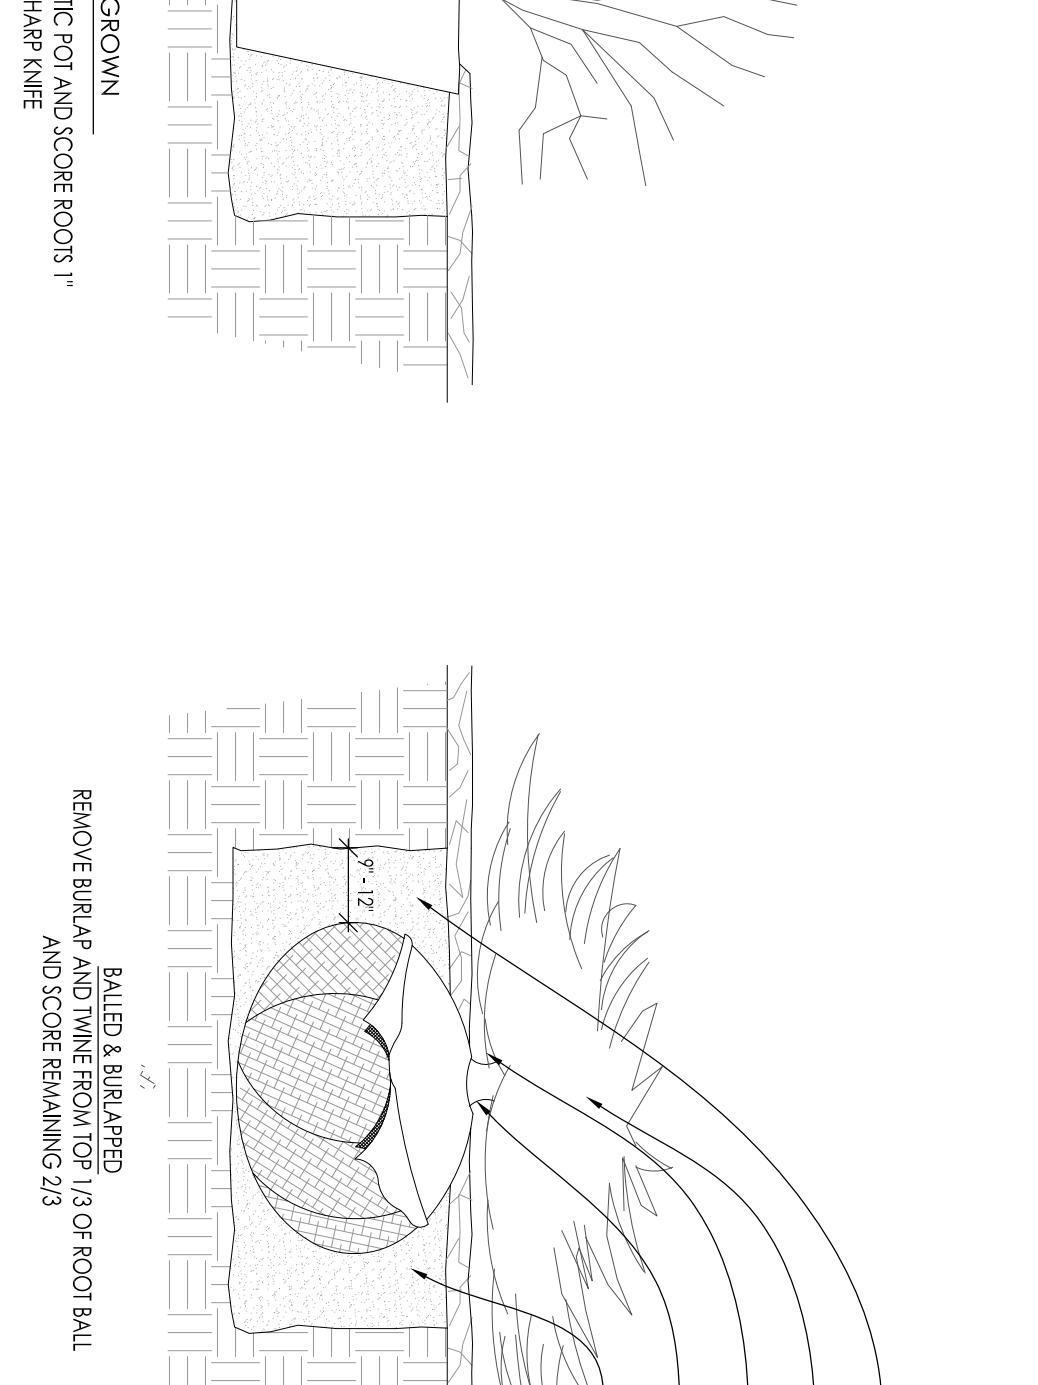 GROWN
TIC POT AND SCORE ROOTS 1"
HARP KNIFE
9" - 12"
BALLED & BURLAPPED
REMOVE BURLAP AND TWINE FROM TOP 1/3 OF ROOT BALL
AND SCORE REMAINING 2/3